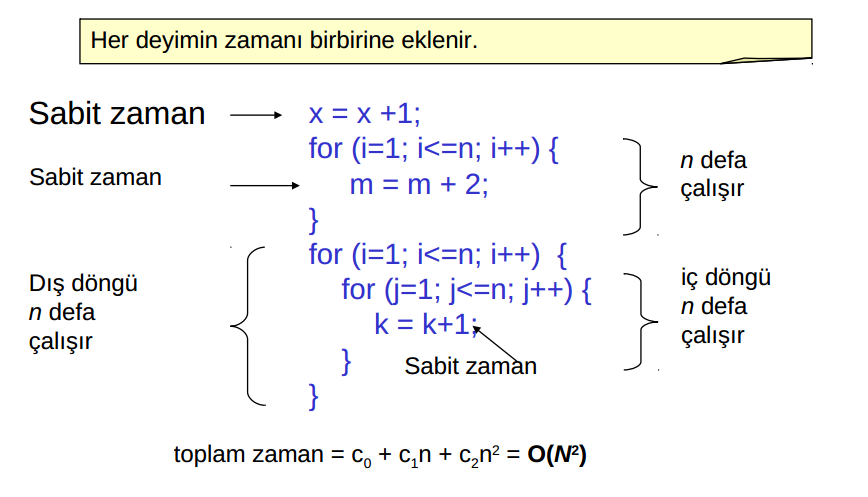 Her deyimin zamanı birbirine eklenir.
Sabit zaman
x = x +1;
for (i=1; i<=n; i++) {
Sabit zaman
m = m + 2;
}
n defa
çalışır
for (i=1; i<=n; i++) {
for (j=1; j<=n; j++) {
k = k+1;
}
}
Dış döngü
n defa
çalışır
iç döngü
n defa
çalışır
Sabit zaman
toplam zaman = c₀ + c₁n + c₂n² = O(N²)